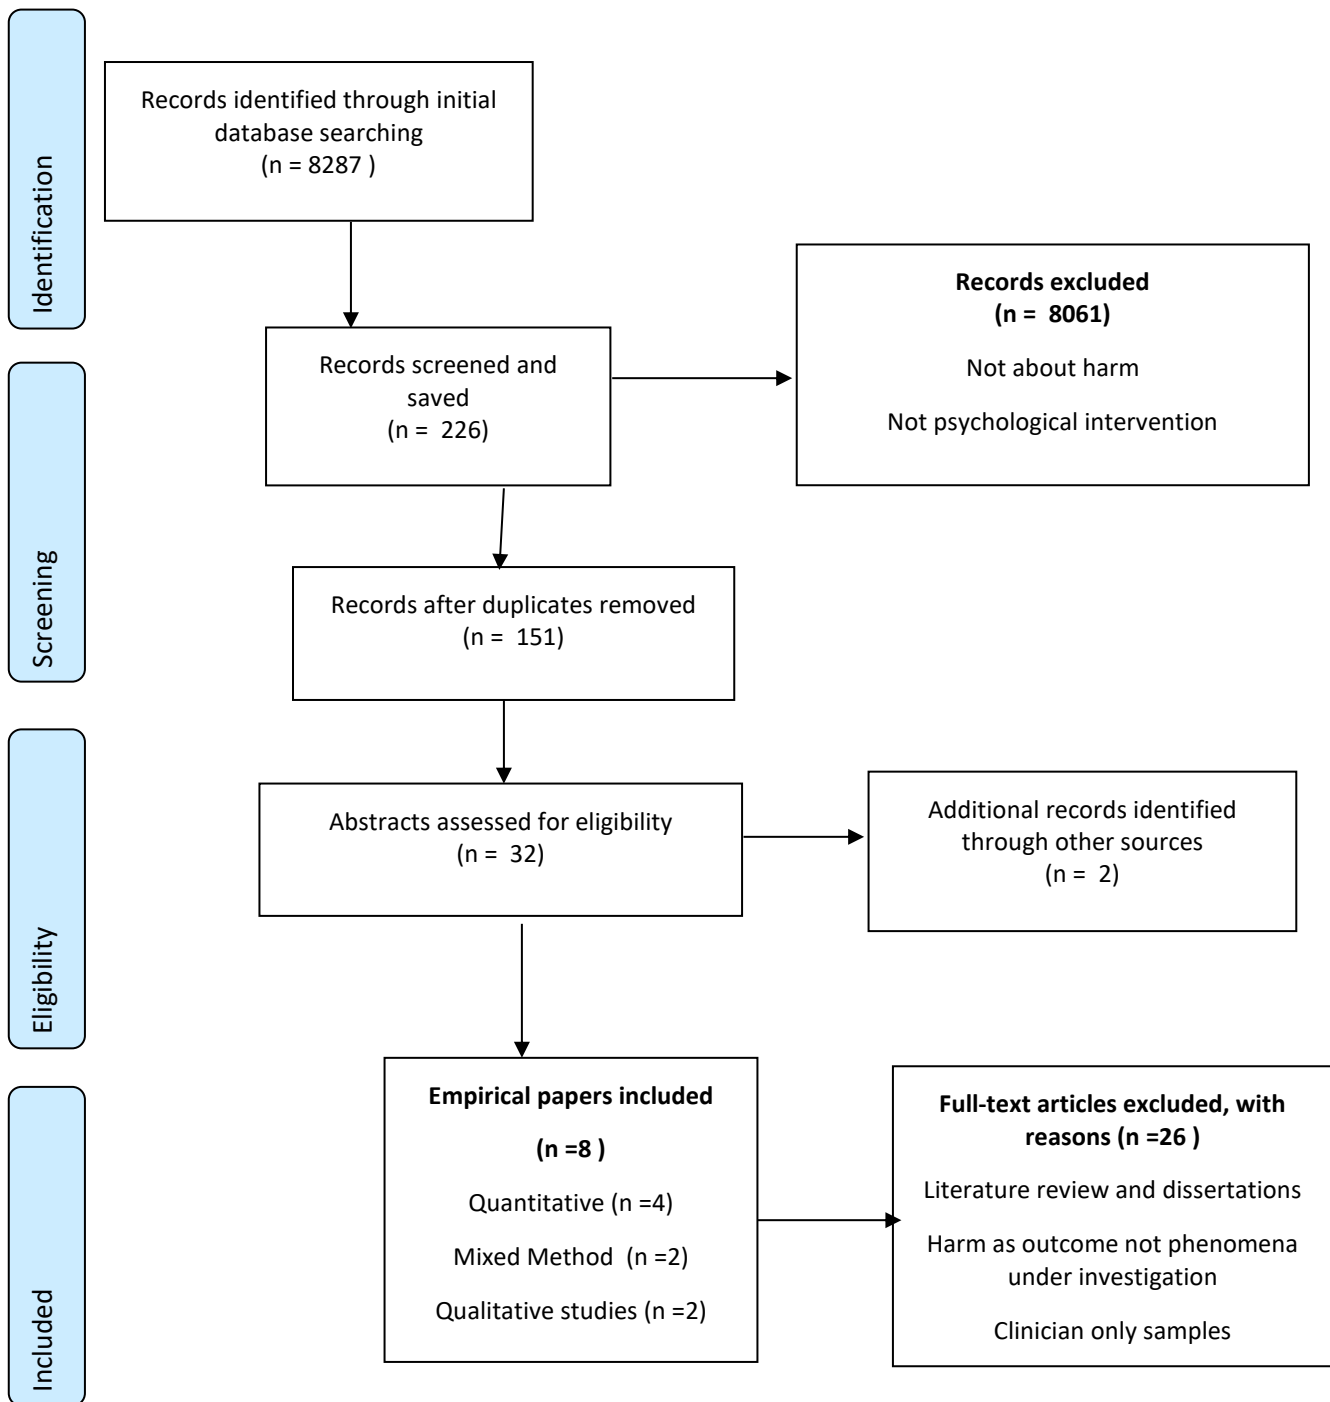 Identification
Records identified through initial
database searching
(n = 8287 )
Records excluded
(n =  8061)
Not about harm
Not psychological intervention
Records screened and
saved
(n =  226)
Screening
Records after duplicates removed
(n =  151)
Eligibility
Abstracts assessed for eligibility
(n =  32)
Additional records identified
through other sources
(n =  2)
Included
Empirical papers included
(n =8 )
Quantitative (n =4)
Mixed Method  (n =2)
Qualitative studies (n =2)
Full-text articles excluded, with
reasons (n =26 )
Literature review and dissertations
Harm as outcome not phenomena
under investigation
Clinician only samples